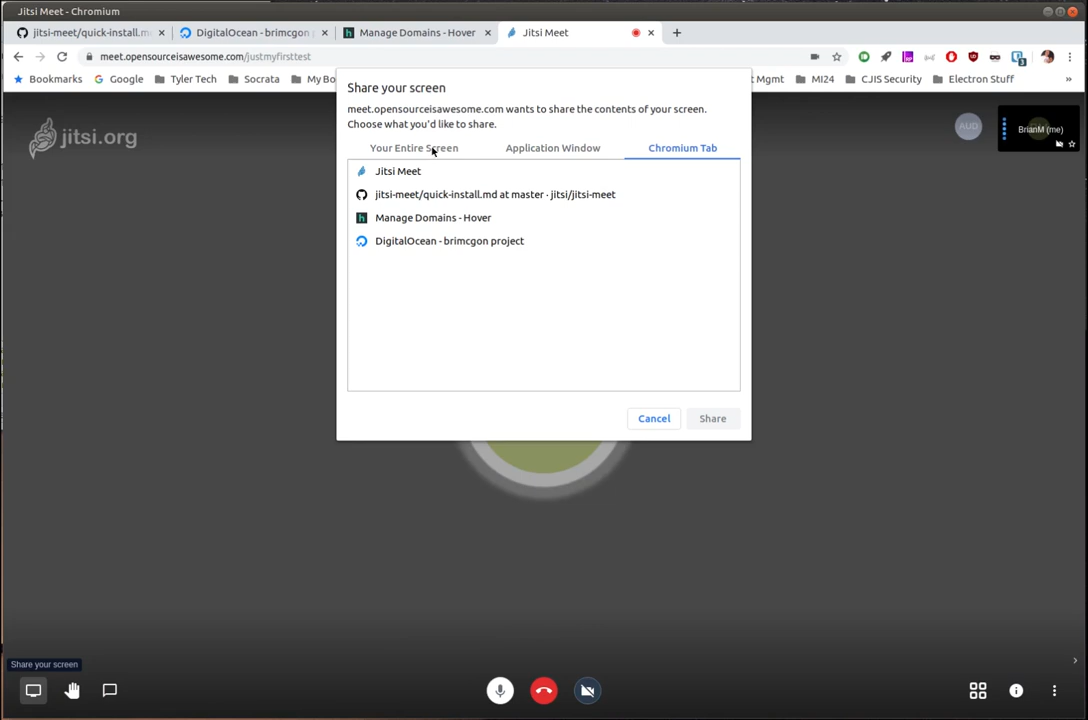 Jitsi Meet - Chromium
jitsi-meet/quick-install.m
DigitalOcean - brimcgon p
Manage Domains - Hover
Jitsi Meet
meet.opensourceisawesome.com/justmyfirsttest
Bookmarks
Google
Tyler Tech
Socrata
My Bo
Mgmt
MI24
CJIS Security
Electron Stuff
»
jitsi.org
Share your screen
meet.opensourceisawesome.com wants to share the contents of your screen.
Choose what you'd like to share.
Your Entire Screen
Application Window
Chromium Tab
Jitsi Meet
jitsi-meet/quick-install.md at master · jitsi/jitsi-meet
Manage Domains - Hover
DigitalOcean - brimcgon project
Cancel
Share
AUD
BrianM (me)
Share your screen